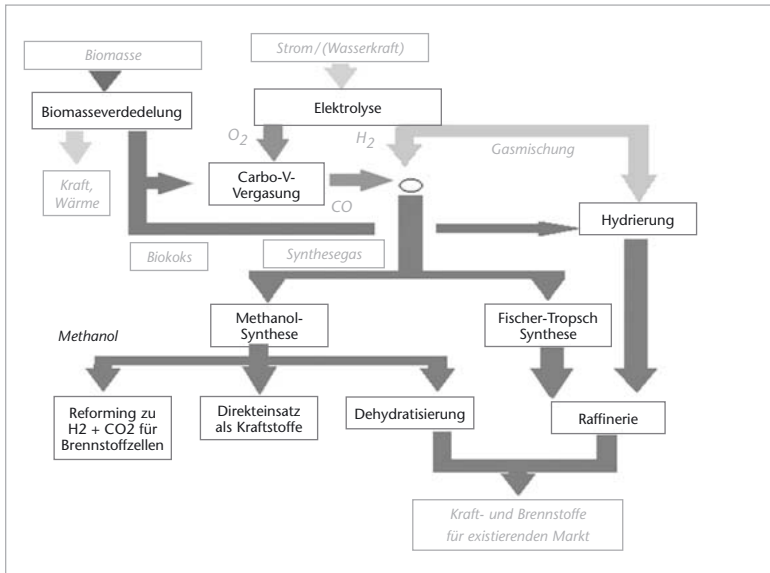 Biomasse
Strom/(Wasserkraft)
Biomasseverdedelung
Elektrolyse
O2
H2
Gasmischung
Kraft,
Wärme
Carbo-V-
Vergasung
CO
Hydrierung
Biokoks
Synthesegas
Methanol
Methanol-
Synthese
Fischer-Tropsch
Synthese
Reforming zu
H2 + CO2 für
Brennstoffzellen
Direkteinsatz
als Kraftstoffe
Dehydratisierung
Raffinerie
Kraft- und Brennstoffe
für existierenden Markt